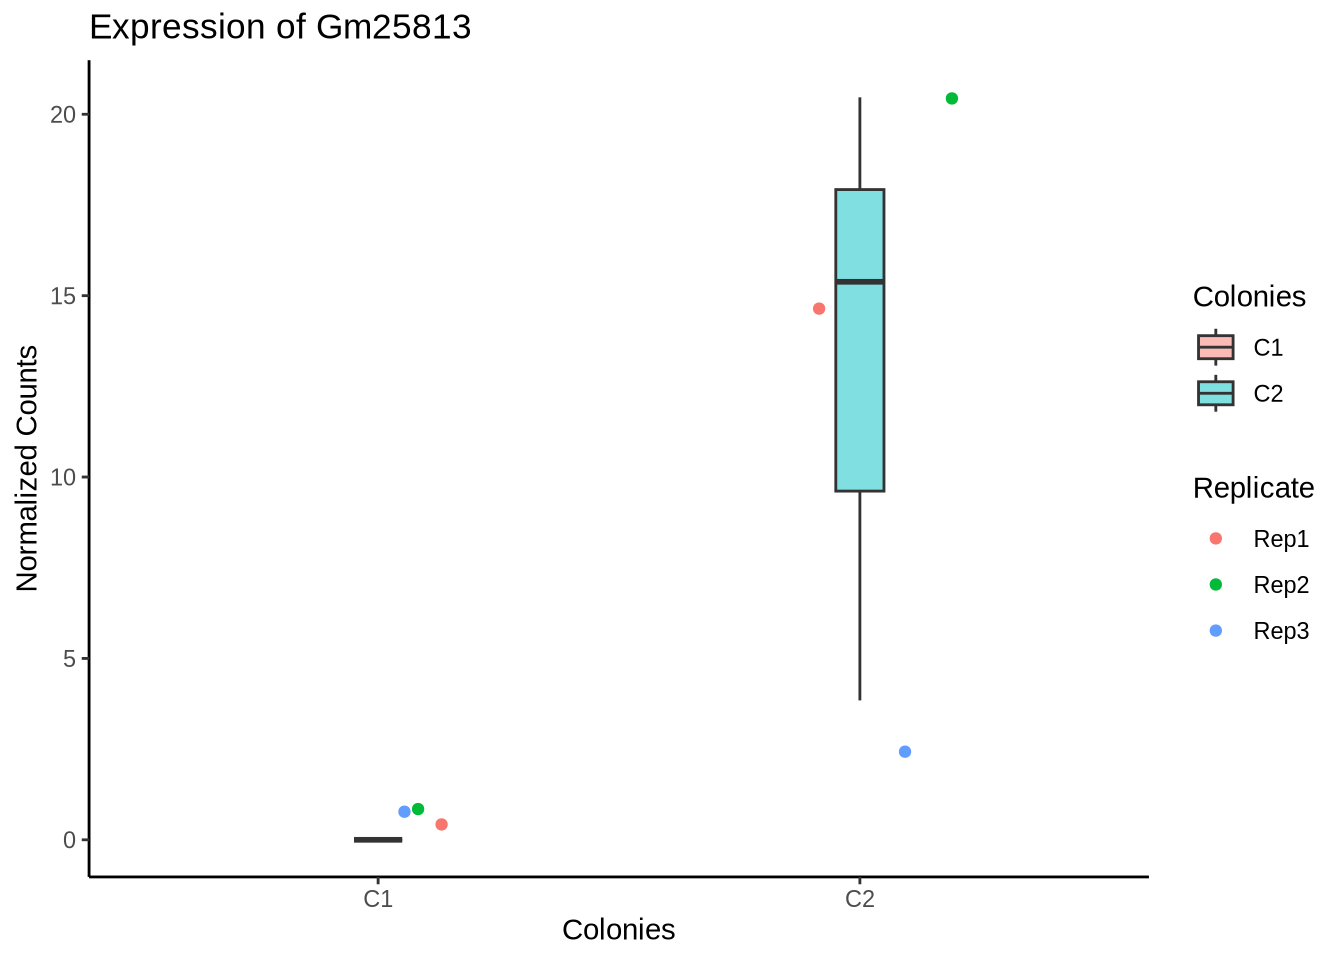 Expression of Gm25813
20
15
10
5
0
Normalized Counts
C1
C2
Colonies
Colonies
C1
C2
Replicate
Rep1
Rep2
Rep3